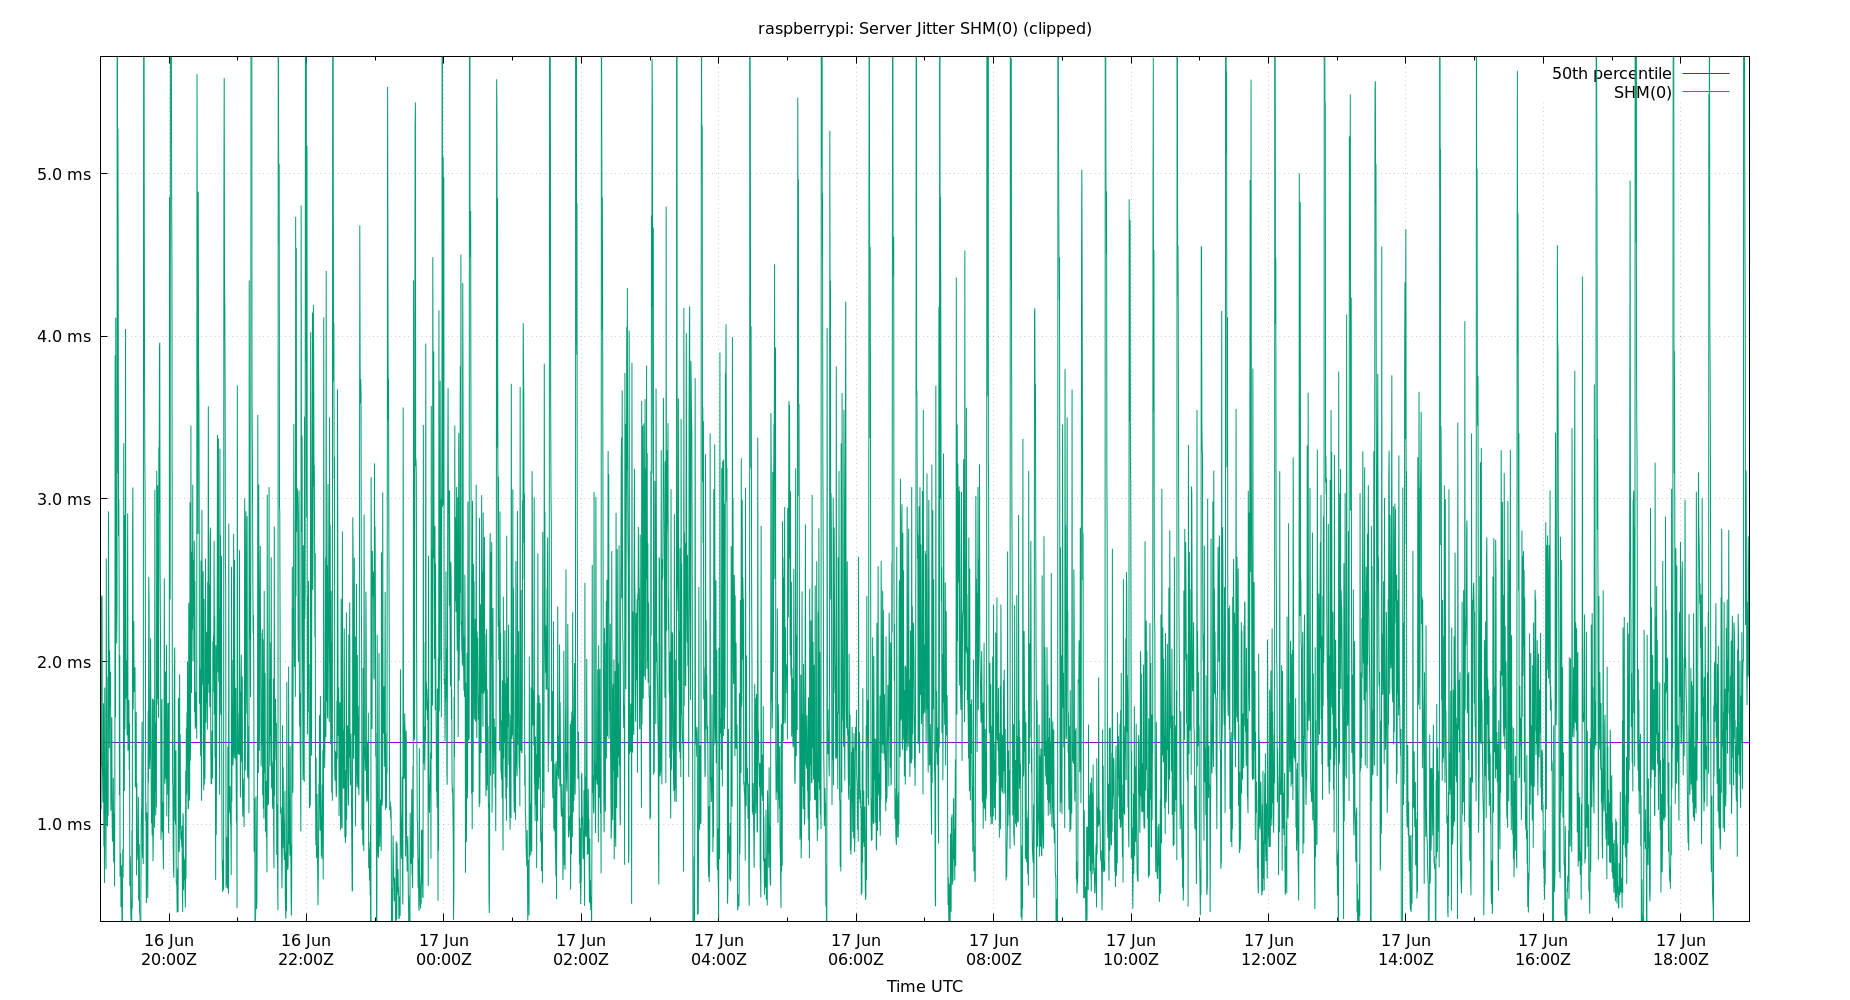 raspberrypi: Server Jitter SHM(0) (clipped)
50th percentile
SHM(0)
5.0 ms
4.0 ms
3.0 ms
2.0 ms
1.0 ms
16 Jun 16 Jun 17 Jun 17 Jun 17 Jun 17 Jun 17 Jun 17 Jun 17 Jun 17 Jun 17 Jun 17 Jun
20:00Z 22:00Z 00:00Z 02:00Z 04:00Z 06:00Z 08:00Z 10:00Z 12:00Z 14:00Z 16:00Z 18:00Z
Time UTC